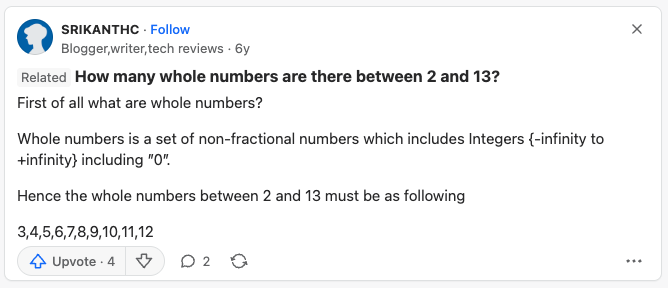 SRIKANTHC · Follow
Blogger,writer,tech reviews · 6y
Related How many whole numbers are there between 2 and 13?
First of all what are whole numbers?
Whole numbers is a set of non-fractional numbers which includes Integers {-infinity to
+infinity} including ”0”.
Hence the whole numbers between 2 and 13 must be as following
3,4,5,6,7,8,9,10,11,12
Upvote · 4 2